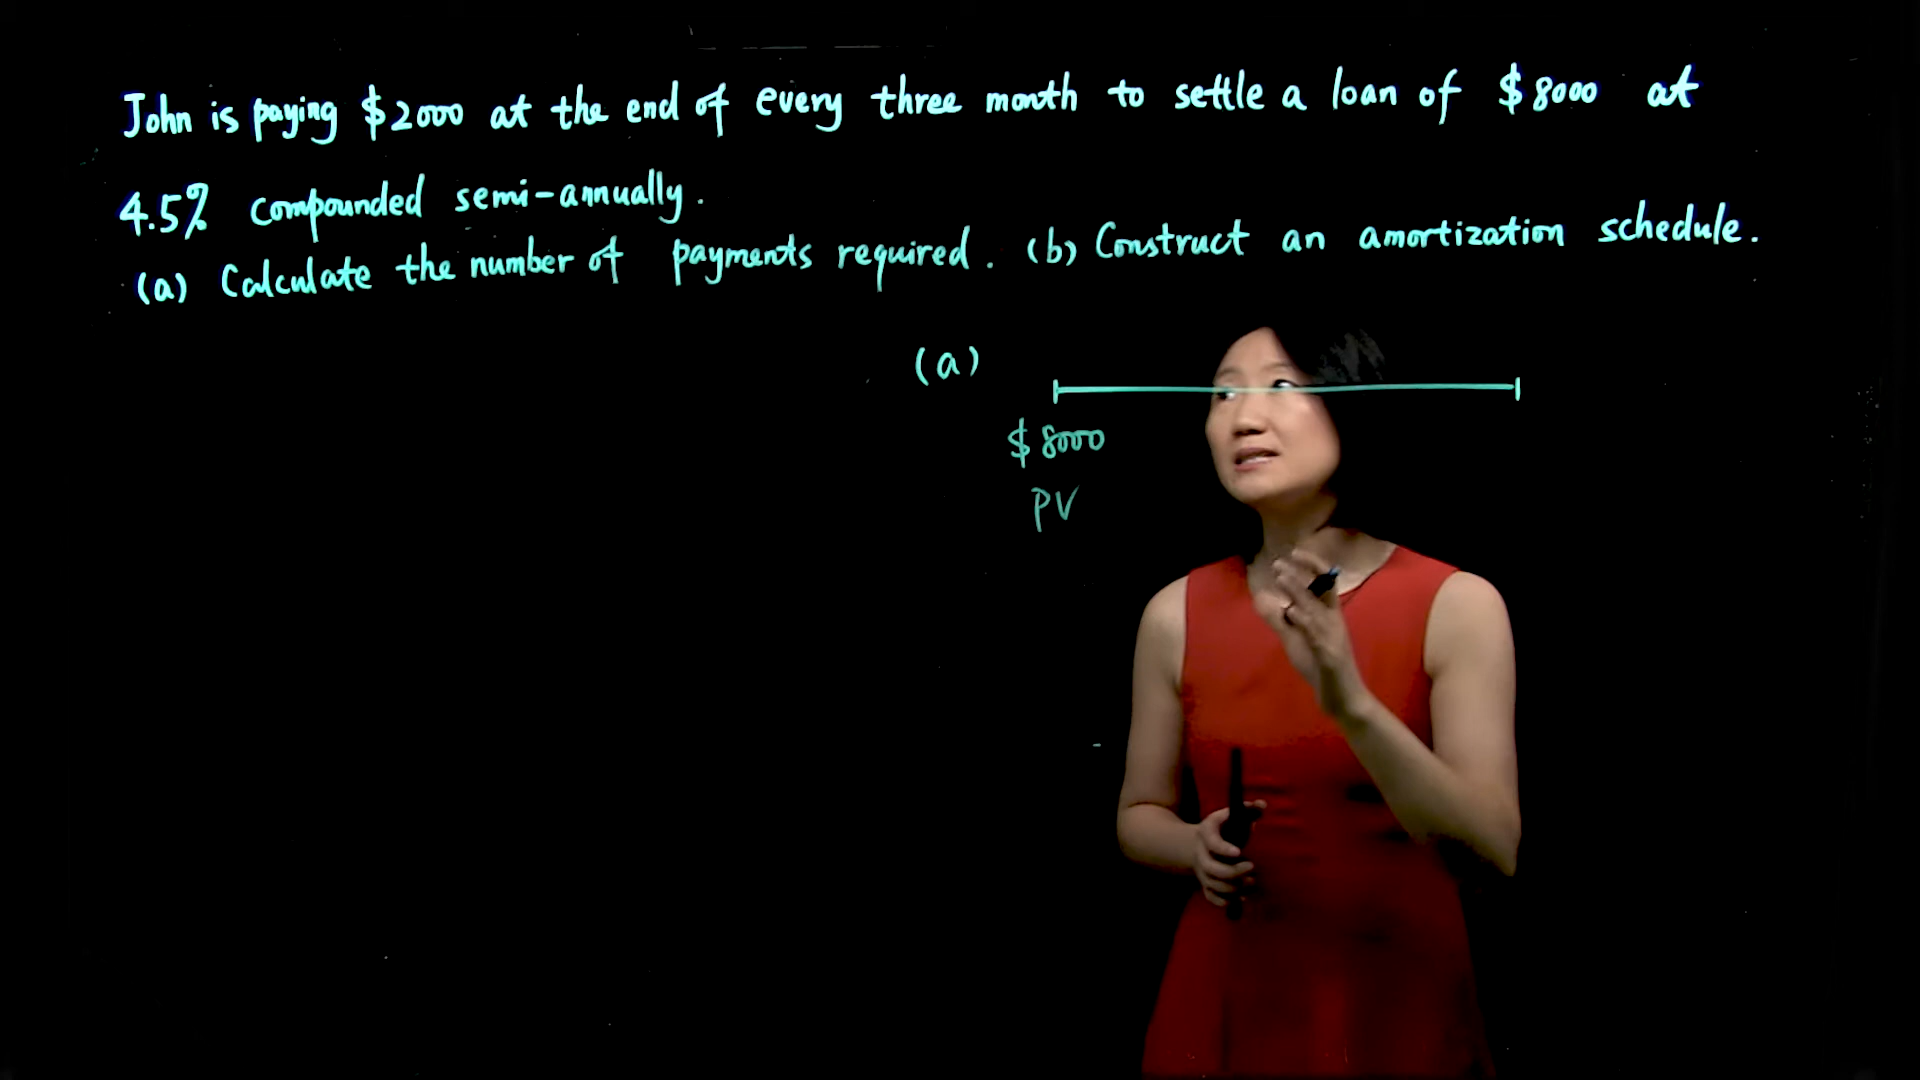 John is paying $2000 at the end of every three month to settle a loan of $8000 at
4.5% compounded semi-annually.
(a) Calculate the number of payments required. (b) Construct an amortization schedule.
(a)
$8000
PV